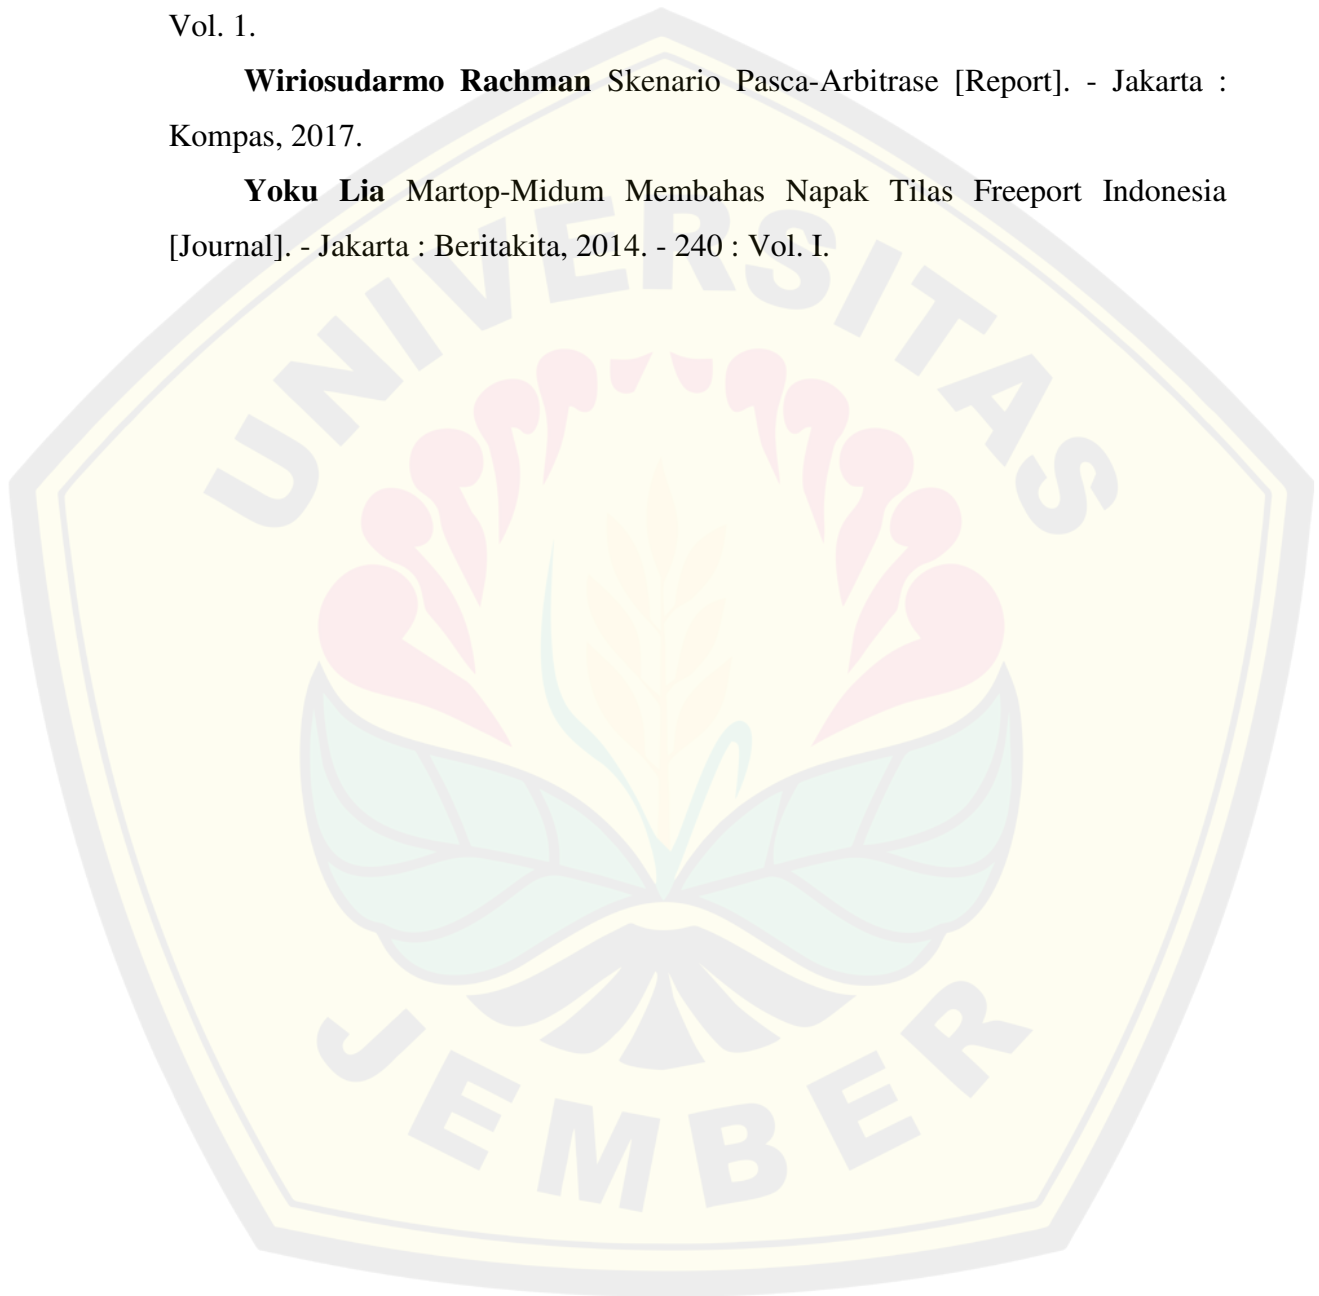 Vol. 1.
Wiriosudarmo Rachman Skenario Pasca-Arbitrase [Report]. - Jakarta :
Kompas, 2017.
Yoku Lia Martop-Midum Membahas Napak Tilas Freeport Indonesia
[Journal]. - Jakarta : Beritakita, 2014. - 240 : Vol. I.
UNIVERSITAS
JEMBER